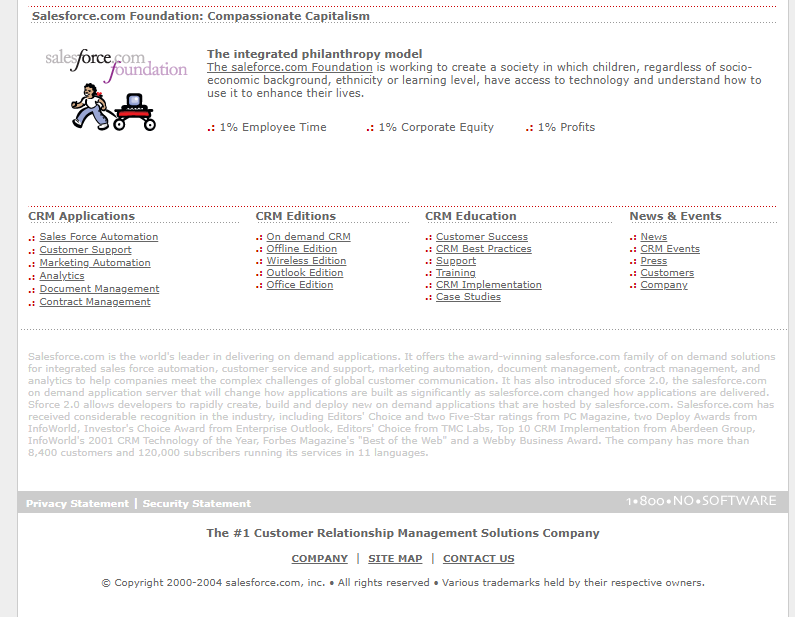 Salesforce.com Foundation: Compassionate Capitalism
salesforce.com
foundation
The integrated philanthropy model
The saleforce.com Foundation is working to create a society in which children, regardless of socio-
economic background, ethnicity or learning level, have access to technology and understand how to
use it to enhance their lives.
.: 1% Employee Time .: 1% Corporate Equity .: 1% Profits
CRM Applications
.: Sales Force Automation
.: Customer Support
.: Marketing Automation
.: Analytics
.: Document Management
.: Contract Management
CRM Editions
.: On demand CRM
.: Offline Edition
.: Wireless Edition
.: Outlook Edition
.: Office Edition
CRM Education
.: Customer Success
.: CRM Best Practices
.: Support
.: Training
.: CRM Implementation
.: Case Studies
News & Events
.: News
.: CRM Events
.: Press
.: Customers
.: Company
Salesforce.com is the world's leader in delivering on demand applications. It offers the award-winning salesforce.com family of on demand solutions
for integrated sales force automation, customer service and support, marketing automation, document management, contract management, and
analytics to help companies meet the complex challenges of global customer communication. It has also introduced sforce 2.0, the salesforce.com
on demand application server that will change how applications are built as significantly as salesforce.com changed how applications are delivered.
Sforce 2.0 allows developers to rapidly create, build and deploy new on demand applications that are hosted by salesforce.com. Salesforce.com has
received considerable recognition in the industry, including Editors' Choice and two Five-Star ratings from PC Magazine, two Deploy Awards from
InfoWorld, Investor's Choice Award from Enterprise Outlook, Editors' Choice from TMC Labs, Top 10 CRM Implementation from Aberdeen Group,
InfoWorld's 2001 CRM Technology of the Year, Forbes Magazine's "Best of the Web" and a Webby Business Award. The company has more than
8,400 customers and 120,000 subscribers running its services in 11 languages.
Privacy Statement | Security Statement 1•800•NO•SOFTWARE
The #1 Customer Relationship Management Solutions Company
COMPANY | SITE MAP | CONTACT US
© Copyright 2000-2004 salesforce.com, inc. • All rights reserved • Various trademarks held by their respective owners.